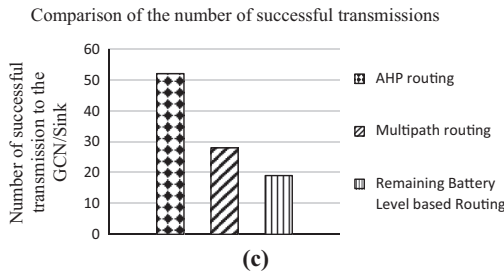 Comparison of the number of successful transmissions
Number of successful
transmission to the
GCN/Sink
60
50
40
30
20
10
0
AHP routing
Multipath routing
Remaining Battery
Level based Routing
(c)